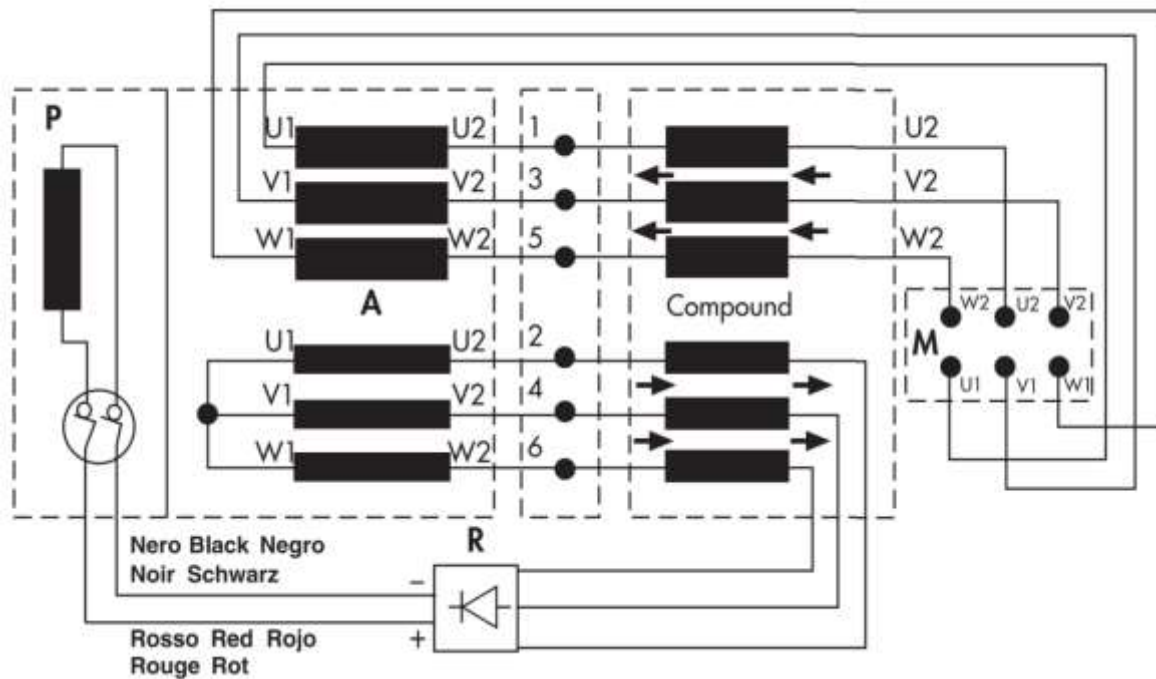 P
U1 U2 1 U2
V1 V2 3 V2
W1 W2 5 W2
A
Compound
W2 U2 V2
M
U1 V1 W1
U1 U2 2
V1 V2 4
W1 W2 6
R
Nero Black Negro
Noir Schwarz
−
+
Rosso Red Rojo
Rouge Rot